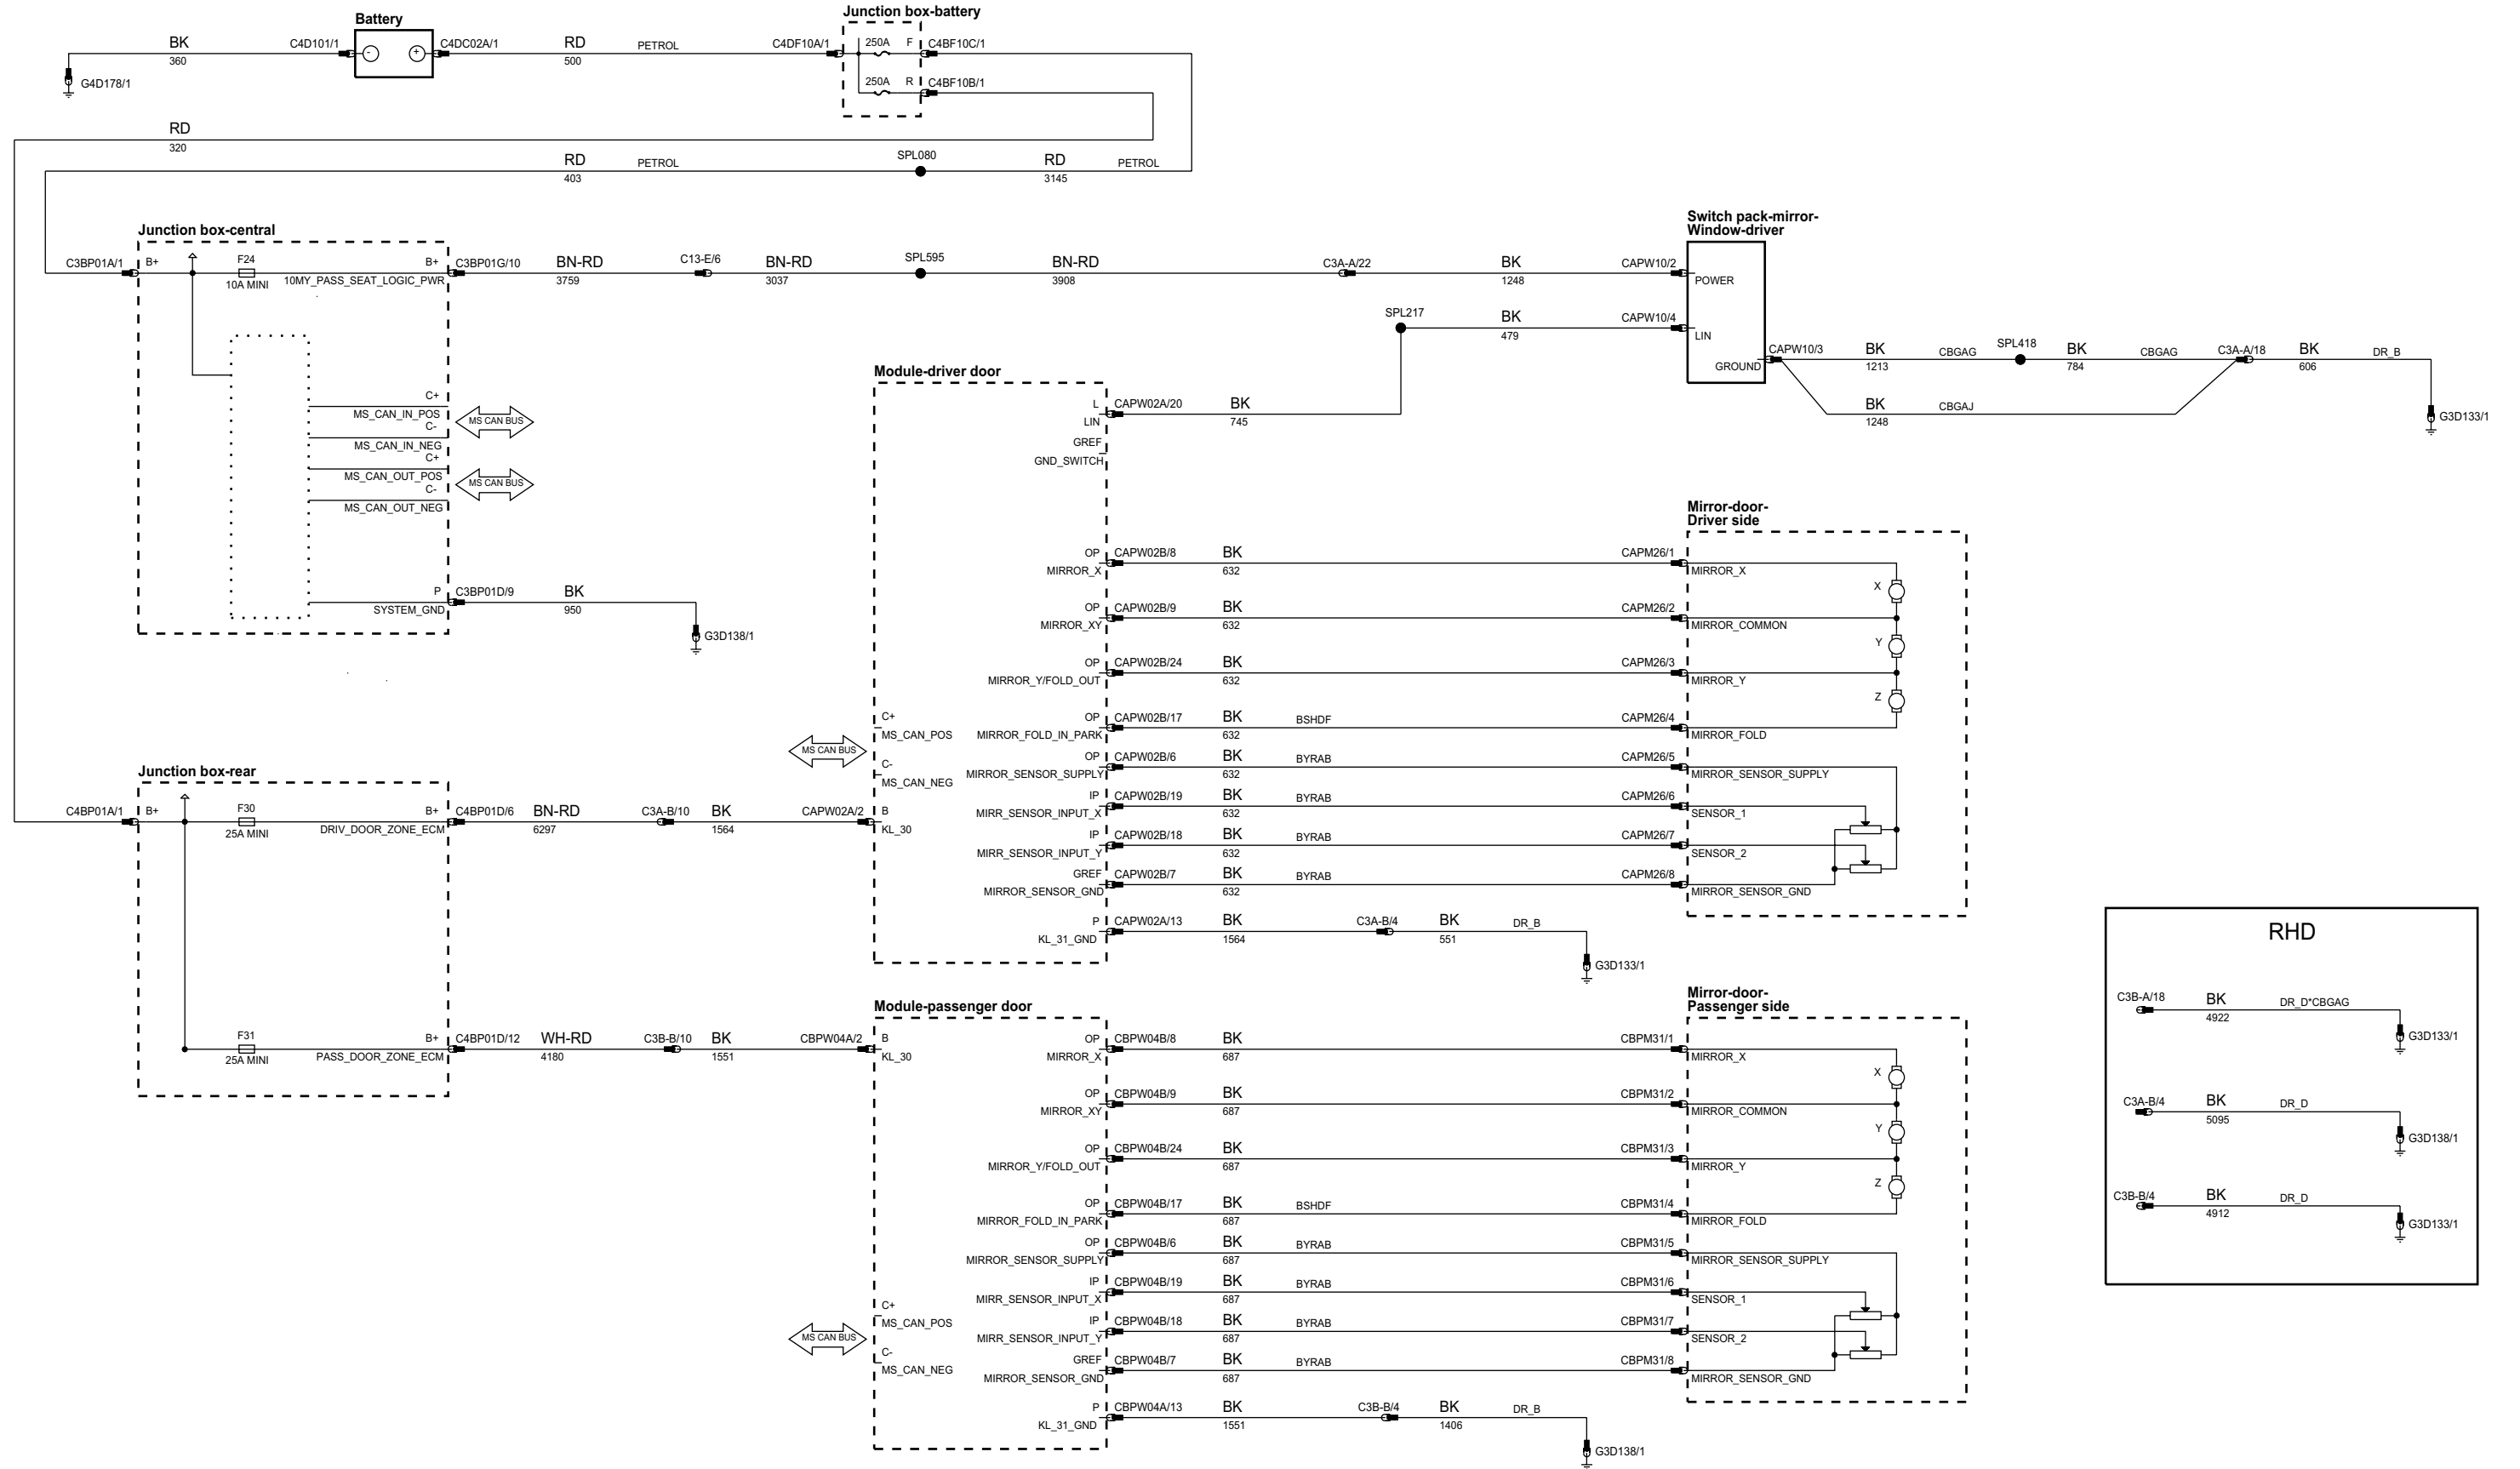 Battery
Junction box-battery
BK
360
C4D101/1
-
+
C4DC02A/1
RD
500
PETROL
C4DF10A/1
250A
F
C4BF10C/1
G4D178/1
250A
R
C4BF10B/1
RD
320
RD
403
PETROL
SPL080
RD
3145
PETROL
Junction box-central
C3BP01A/1
B+
F24
10A MINI
B+
10MY_PASS_SEAT_LOGIC_PWR
C3BP01G/10
BN-RD
3759
C13-E/6
BN-RD
3037
SPL595
BN-RD
3908
C3A-A/22
BK
1248
CAPW10/2
Switch pack-mirror-
Window-driver
POWER
SPL217
BK
479
CAPW10/4
LIN
GROUND
CAPW10/3
BK
1213
CBGAG
SPL418
BK
784
CBGAG
C3A-A/18
BK
606
DR_B
BK
1248
CBGAJ
G3D133/1
C+
MS_CAN_IN_POS
C-
MS_CAN_IN_NEG
MS CAN BUS
C+
MS_CAN_OUT_POS
C-
MS_CAN_OUT_NEG
MS CAN BUS
P
SYSTEM_GND
C3BP01D/9
BK
950
G3D138/1
Module-driver door
L
LIN
CAPW02A/20
BK
745
GREF
GND_SWITCH
Mirror-door-
Driver side
OP
MIRROR_X
CAPW02B/8
BK
632
CAPM26/1
MIRROR_X
X
OP
MIRROR_XY
CAPW02B/9
BK
632
CAPM26/2
MIRROR_COMMON
Y
OP
MIRROR_Y/FOLD_OUT
CAPW02B/24
BK
632
CAPM26/3
MIRROR_Y
Z
C+
MS_CAN_POS
OP
MIRROR_FOLD_IN_PARK
CAPW02B/17
BK
632
BSHDF
CAPM26/4
MIRROR_FOLD
MS CAN BUS
C-
MS_CAN_NEG
OP
MIRROR_SENSOR_SUPPLY
CAPW02B/6
BK
632
BYRAB
CAPM26/5
MIRROR_SENSOR_SUPPLY
IP
MIRR_SENSOR_INPUT_X
CAPW02B/19
BK
632
BYRAB
CAPM26/6
SENSOR_1
IP
MIRR_SENSOR_INPUT_Y
CAPW02B/18
BK
632
BYRAB
CAPM26/7
SENSOR_2
GREF
MIRROR_SENSOR_GND
CAPW02B/7
BK
632
BYRAB
CAPM26/8
MIRROR_SENSOR_GND
P
KL_31_GND
CAPW02A/13
BK
1564
C3A-B/4
BK
551
DR_B
G3D133/1
Junction box-rear
C4BP01A/1
B+
F30
25A MINI
B+
DRIV_DOOR_ZONE_ECM
C4BP01D/6
BN-RD
6297
C3A-B/10
BK
1564
CAPW02A/2
B
KL_30
F31
25A MINI
B+
PASS_DOOR_ZONE_ECM
C4BP01D/12
WH-RD
4180
C3B-B/10
BK
1551
CBPW04A/2
B
KL_30
Module-passenger door
Mirror-door-
Passenger side
OP
MIRROR_X
CBPW04B/8
BK
687
CBPM31/1
MIRROR_X
X
OP
MIRROR_XY
CBPW04B/9
BK
687
CBPM31/2
MIRROR_COMMON
Y
OP
MIRROR_Y/FOLD_OUT
CBPW04B/24
BK
687
CBPM31/3
MIRROR_Y
Z
OP
MIRROR_FOLD_IN_PARK
CBPW04B/17
BK
687
BSHDF
CBPM31/4
MIRROR_FOLD
OP
MIRROR_SENSOR_SUPPLY
CBPW04B/6
BK
687
BYRAB
CBPM31/5
MIRROR_SENSOR_SUPPLY
IP
MIRR_SENSOR_INPUT_X
CBPW04B/19
BK
687
BYRAB
CBPM31/6
SENSOR_1
C+
MS_CAN_POS
MS CAN BUS
C-
MS_CAN_NEG
IP
MIRR_SENSOR_INPUT_Y
CBPW04B/18
BK
687
BYRAB
CBPM31/7
SENSOR_2
GREF
MIRROR_SENSOR_GND
CBPW04B/7
BK
687
BYRAB
CBPM31/8
MIRROR_SENSOR_GND
P
KL_31_GND
CBPW04A/13
BK
1551
C3B-B/4
BK
1406
DR_B
G3D138/1
RHD
C3B-A/18
BK
4922
DR_D*CBGAG
G3D133/1
C3A-B/4
BK
5095
DR_D
G3D138/1
C3B-B/4
BK
4912
DR_D
G3D133/1